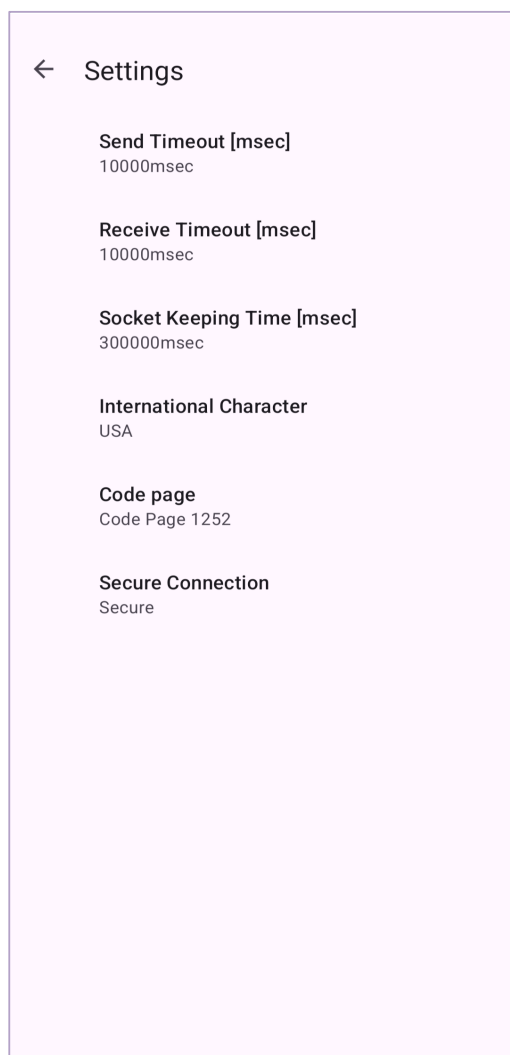 Settings
Send Timeout [msec]
10000msec
Receive Timeout [msec]
10000msec
Socket Keeping Time [msec]
300000msec
International Character
USA
Code page
Code Page 1252
Secure Connection
Secure